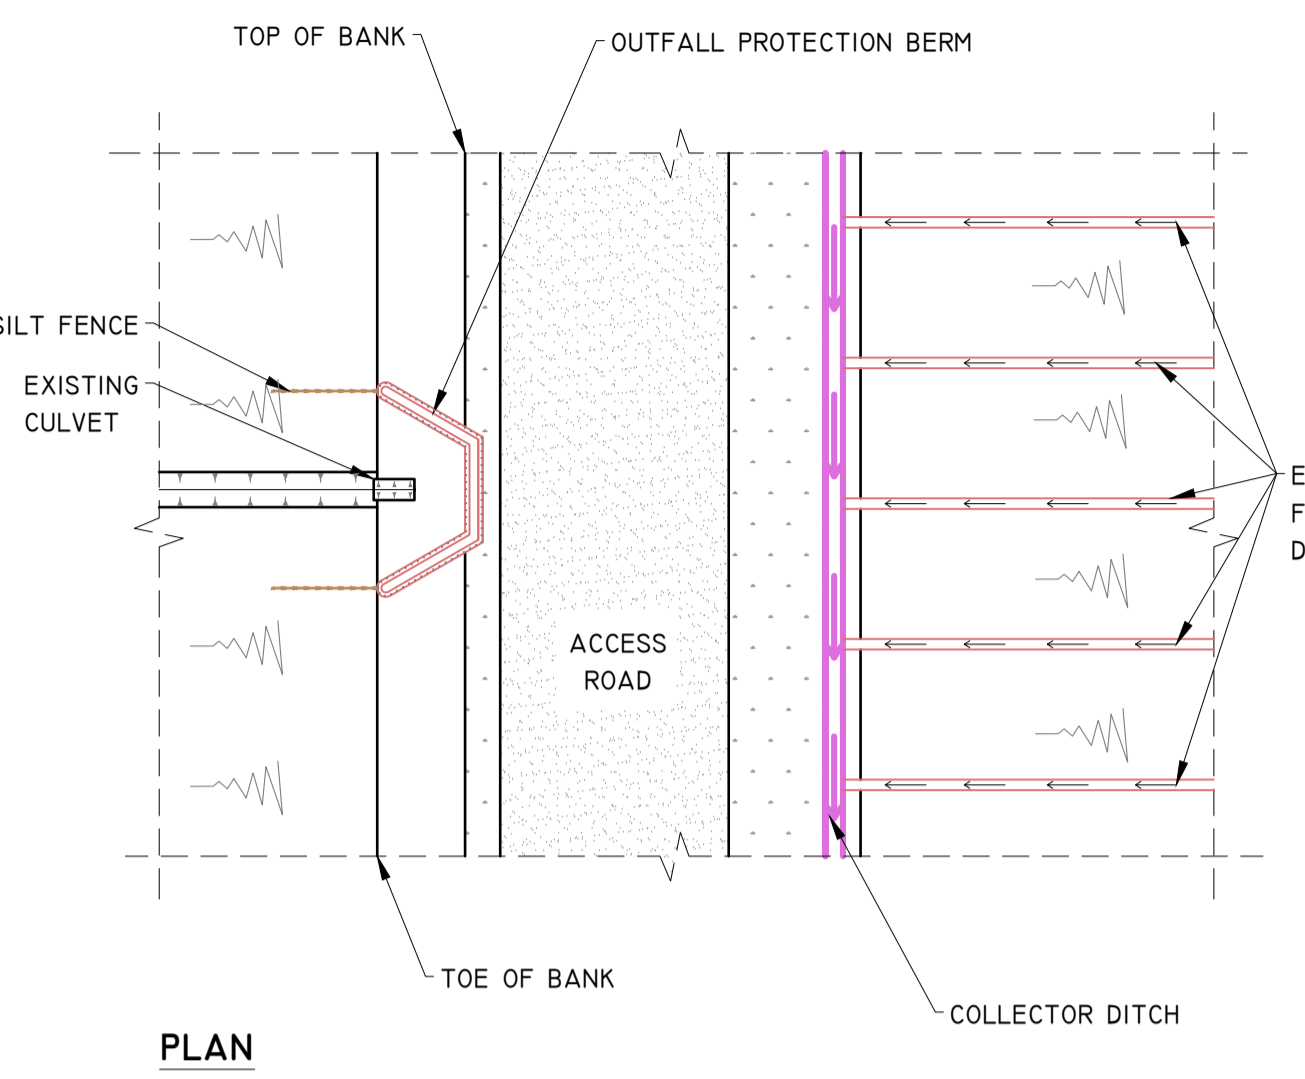 TOP OF BANK
OUTFALL PROTECTION BERM
SILT FENCE
EXISTING
CULVET
E
F
D
ACCESS
ROAD
TOE OF BANK
COLLECTOR DITCH
PLAN